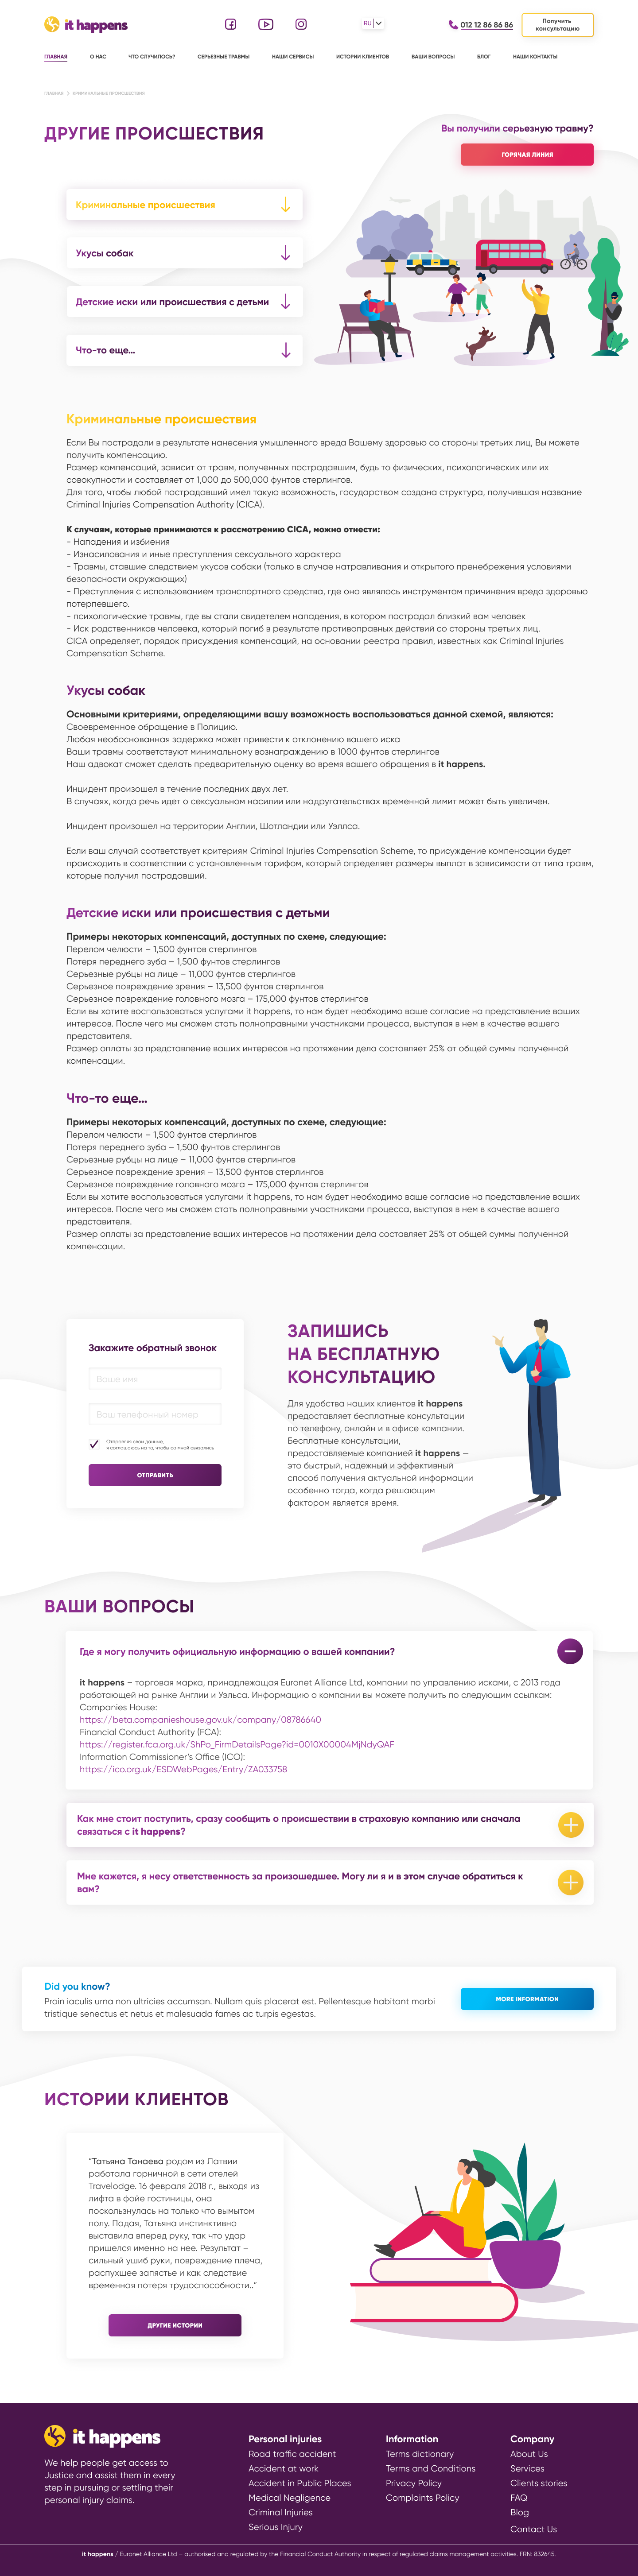 it happens
RU
012 12 86 86 86
Получить
консультацию
ГЛАВНАЯ
О НАС
ЧТО СЛУЧИЛОСЬ?
СЕРЬЕЗНЫЕ ТРАВМЫ
НАШИ СЕРВИСЫ
ИСТОРИИ КЛИЕНТОВ
ВАШИ ВОПРОСЫ
БЛОГ
НАШИ КОНТАКТЫ
ГЛАВНАЯ > КРИМИНАЛЬНЫЕ ПРОИСШЕСТВИЯ
ДРУГИЕ ПРОИСШЕСТВИЯ
Вы получили серьезную травму?
ГОРЯЧАЯ ЛИНИЯ
Криминальные происшествия
Укусы собак
Детские иски или происшествия с детьми
Что-то еще...
Криминальные происшествия
Если Вы пострадали в результате нанесения умышленного вреда Вашему здоровью со стороны третьих лиц, Вы можете
получить компенсацию.
Размер компенсаций, зависит от травм, полученных пострадавшим, будь то физических, психологических или их
совокупности и составляет от 1,000 до 500,000 фунтов стерлингов.
Для того, чтобы любой пострадавший имел такую возможность, государством создана структура, получившая название
Criminal Injuries Compensation Authority (CICA).
К случаям, которые принимаются к рассмотрению CICA, можно отнести:
- Нападения и избиения
- Изнасилования и иные преступления сексуального характера
- Травмы, ставшие следствием укусов собаки (только в случае натравливания и открытого пренебрежения условиями
безопасности окружающих)
- Преступления с использованием транспортного средства, где оно являлось инструментом причинения вреда здоровью
потерпевшего.
- психологические травмы, где вы стали свидетелем нападения, в котором пострадал близкий вам человек
- Иск родственников человека, который погиб в результате противоправных действий со стороны третьих лиц.
CICA определяет, порядок присуждения компенсаций, на основании реестра правил, известных как Criminal Injuries
Compensation Scheme.
Укусы собак
Основными критериями, определяющими вашу возможность воспользоваться данной схемой, являются:
Своевременное обращение в Полицию.
Любая необоснованная задержка может привести к отклонению вашего иска
Ваши травмы соответствуют минимальному вознаграждению в 1000 фунтов стерлингов
Наш адвокат сможет сделать предварительную оценку во время вашего обращения в it happens.
Инцидент произошел в течение последних двух лет.
В случаях, когда речь идет о сексуальном насилии или надругательствах временной лимит может быть увеличен.
Инцидент произошел на территории Англии, Шотландии или Уэллса.
Если ваш случай соответствует критериям Criminal Injuries Compensation Scheme, то присуждение компенсации будет
происходить в соответствии с установленным тарифом, который определяет размеры выплат в зависимости от типа травм,
которые получил пострадавший.
Детские иски или происшествия с детьми
Примеры некоторых компенсаций, доступных по схеме, следующие:
Перелом челюсти – 1,500 фунтов стерлингов
Потеря переднего зуба – 1,500 фунтов стерлингов
Серьезные рубцы на лице – 11,000 фунтов стерлингов
Серьезное повреждение зрения – 13,500 фунтов стерлингов
Серьезное повреждение головного мозга – 175,000 фунтов стерлингов
Если вы хотите воспользоваться услугами it happens, то нам будет необходимо ваше согласие на представление ваших
интересов. После чего мы сможем стать полноправными участниками процесса, выступая в нем в качестве вашего
представителя.
Размер оплаты за представление ваших интересов на протяжении дела составляет 25% от общей суммы полученной
компенсации.
Что-то еще...
Примеры некоторых компенсаций, доступных по схеме, следующие:
Перелом челюсти – 1,500 фунтов стерлингов
Потеря переднего зуба – 1,500 фунтов стерлингов
Серьезные рубцы на лице – 11,000 фунтов стерлингов
Серьезное повреждение зрения – 13,500 фунтов стерлингов
Серьезное повреждение головного мозга – 175,000 фунтов стерлингов
Если вы хотите воспользоваться услугами it happens, то нам будет необходимо ваше согласие на представление ваших
интересов. После чего мы сможем стать полноправными участниками процесса, выступая в нем в качестве вашего
представителя.
Размер оплаты за представление ваших интересов на протяжении дела составляет 25% от общей суммы полученной
компенсации.
Закажите обратный звонок
Ваше имя
Ваш телефонный номер
Отправляя свои данные,
я соглашаюсь на то, чтобы со мной связались
ОТПРАВИТЬ
ЗАПИШИСЬ
НА БЕСПЛАТНУЮ
КОНСУЛЬТАЦИЮ
Для удобства наших клиентов it happens
предоставляет бесплатные консультации
по телефону, онлайн и в офисе компании.
Бесплатные консультации,
предоставляемые компанией it happens —
это быстрый, надежный и эффективный
способ получения актуальной информации
особенно тогда, когда решающим
фактором является время.
ВАШИ ВОПРОСЫ
Где я могу получить официальную информацию о вашей компании?
it happens – торговая марка, принадлежащая Euronet Alliance Ltd, компании по управлению исками, с 2013 года
работающей на рынке Англии и Уэльса. Информацию о компании вы можете получить по следующим ссылкам:
Companies House:
https://beta.companieshouse.gov.uk/company/08786640
Financial Conduct Authority (FCA):
https://register.fca.org.uk/ShPo_FirmDetailsPage?id=0010X00004MjNdyQAF
Information Commissioner's Office (ICO):
https://ico.org.uk/ESDWebPages/Entry/ZA033758
Как мне стоит поступить, сразу сообщить о происшествии в страховую компанию или сначала
связаться с it happens?
Мне кажется, я несу ответственность за произошедшее. Могу ли я и в этом случае обратиться к
вам?
Did you know?
Proin iaculis urna non ultricies accumsan. Nullam quis placerat est. Pellentesque habitant morbi
tristique senectus et netus et malesuada fames ac turpis egestas.
MORE INFORMATION
ИСТОРИИ КЛИЕНТОВ
"Татьяна Танаева родом из Латвии
работала горничной в сети отелей
Travelodge. 16 февраля 2018 г., выходя из
лифта в фойе гостиницы, она
поскользнулась на только что вымытом
полу. Падая, Татьяна инстинктивно
выставила вперед руку, так что удар
пришелся именно на нее. Результат –
сильный ушиб руки, повреждение плеча,
распухшее запястье и как следствие
временная потеря трудоспособности.."
ДРУГИЕ ИСТОРИИ
it happens
We help people get access to
Justice and assist them in every
step in pursuing or settling their
personal injury claims.
Personal injuries
Road traffic accident
Accident at work
Accident in Public Places
Medical Negligence
Criminal Injuries
Serious Injury
Information
Terms dictionary
Terms and Conditions
Privacy Policy
Complaints Policy
Company
About Us
Services
Clients stories
FAQ
Blog
Contact Us
it happens / Euronet Alliance Ltd – authorised and regulated by the Financial Conduct Authority in respect of regulated claims management activities. FRN: 832645.